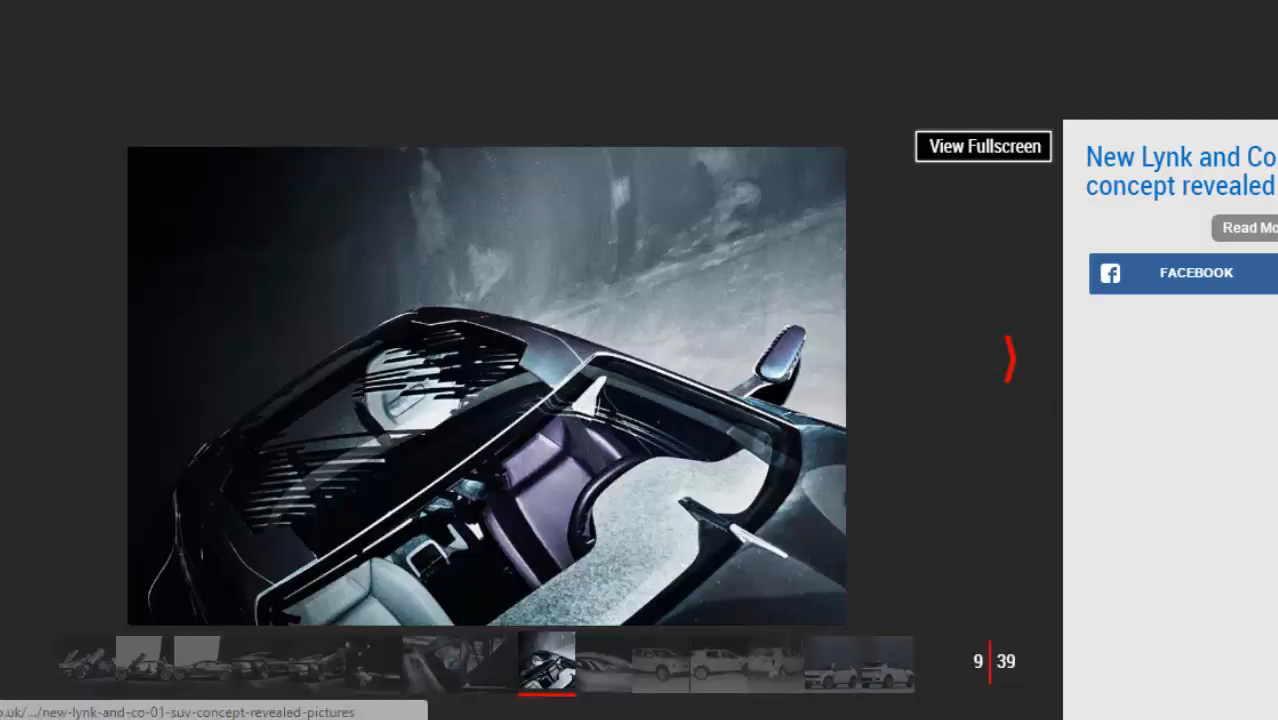 View Fullscreen
New Lynk and Co
concept revealed
Read Mo
FACEBOOK
9 39
o.uk/.../new-lynk-and-co-01-suv-concept-revealed-pictures